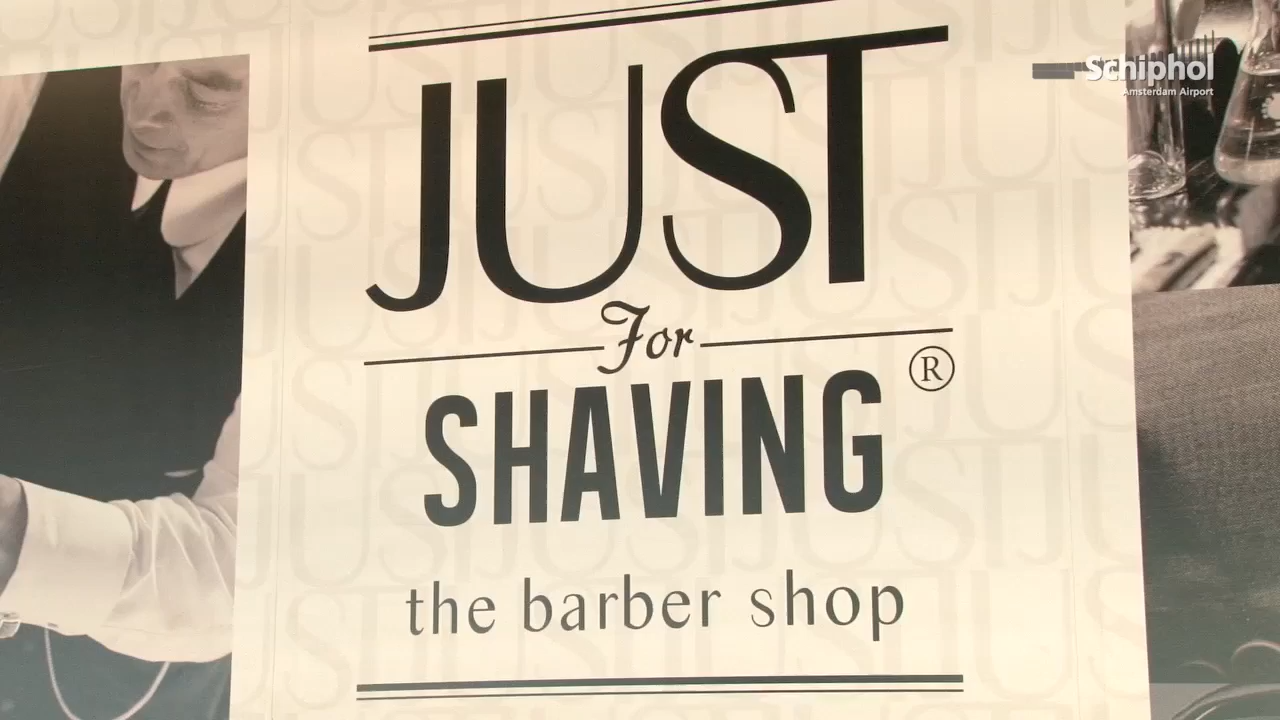 JUST
For
SHAVING ®
the barber shop
Schiphol
Amsterdam Airport